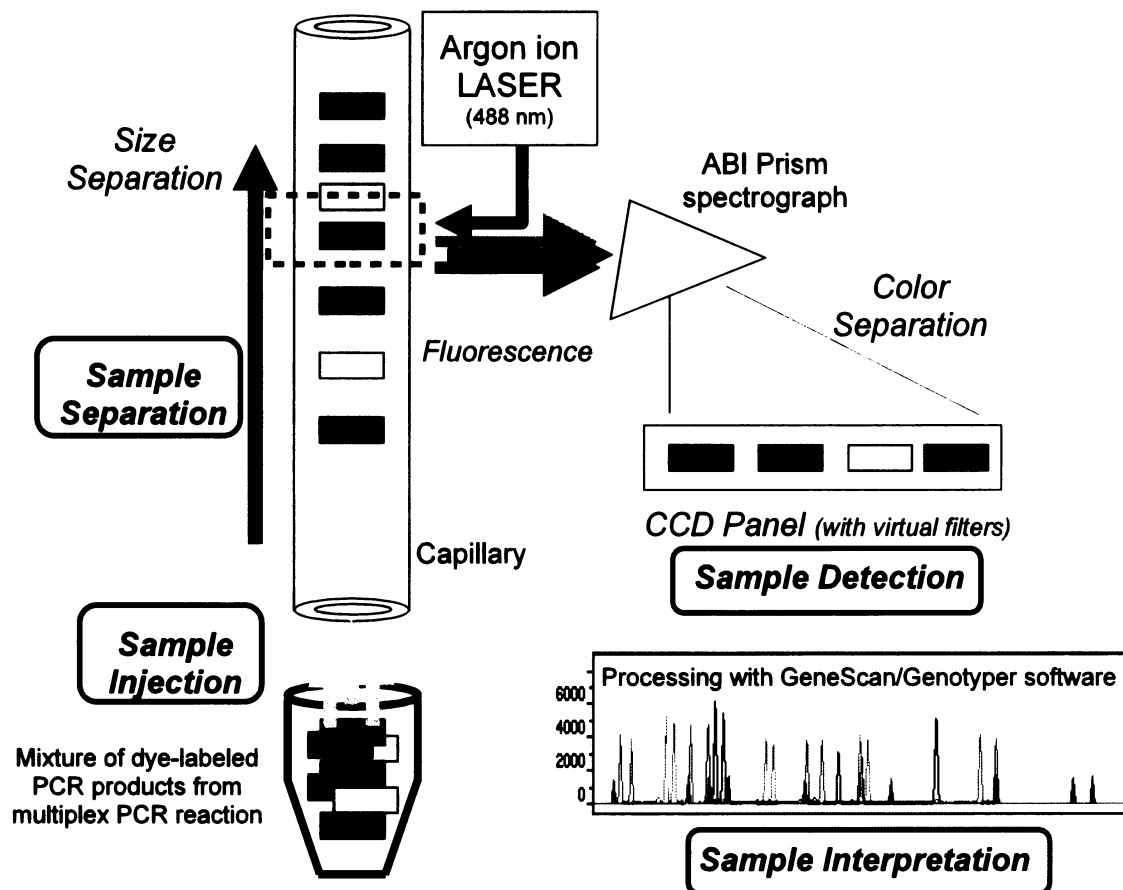 Argon ion
LASER
(488 nm)
Size
Separation
ABI Prism
spectrograph
Color
Separation
Fluorescence
Sample
Separation
CCD Panel (with virtual filters)
Capillary
Sample Detection
Sample
Injection
Processing with GeneScan/Genotyper software
6000
4000
2000
0
Mixture of dye-labeled
PCR products from
multiplex PCR reaction
Sample Interpretation